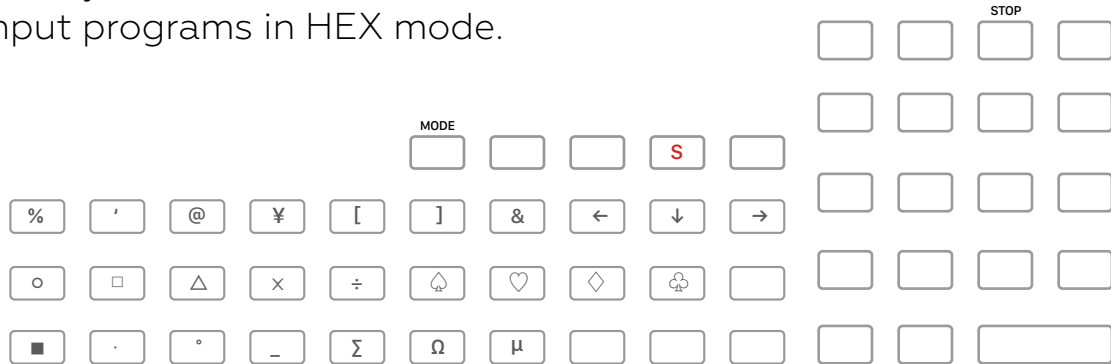 STOP
nput programs in HEX mode.
MODE
S
% ' @ ¥ [ ] & ← ↓ →
○ □ △ × ÷ ♤ ♡ ♢ ♧
■ · ° _ Σ Ω µ